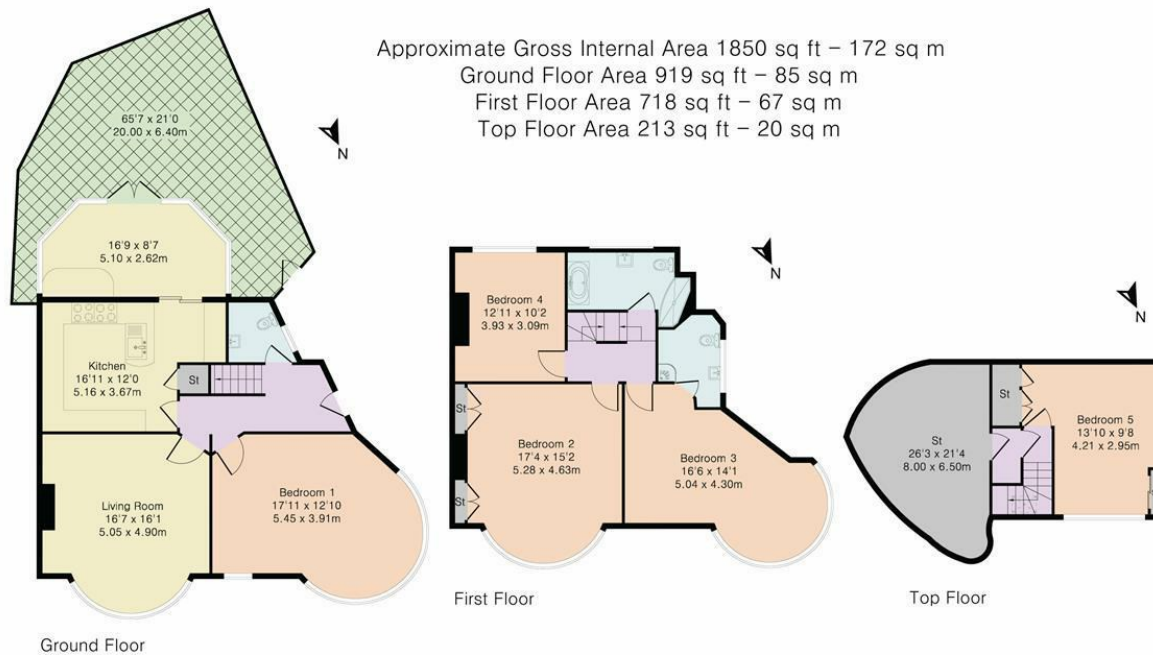 Approximate Gross Internal Area 1850 sq ft – 172 sq m
Ground Floor Area 919 sq ft – 85 sq m
First Floor Area 718 sq ft – 67 sq m
Top Floor Area 213 sq ft – 20 sq m
65'7 x 21'0
20.00 x 6.40m
N
16'9 x 8'7
5.10 x 2.62m
Kitchen
16'11 x 12'0
5.16 x 3.67m
St
Living Room
16'7 x 16'1
5.05 x 4.90m
Bedroom 1
17'11 x 12'10
5.45 x 3.91m
Ground Floor
N
Bedroom 4
12'11 x 10'2
3.93 x 3.09m
St
St
Bedroom 2
17'4 x 15'2
5.28 x 4.63m
Bedroom 3
16'6 x 14'1
5.04 x 4.30m
First Floor
N
St
26'3 x 21'4
8.00 x 6.50m
St
Bedroom 5
13'10 x 9'8
4.21 x 2.95m
Top Floor